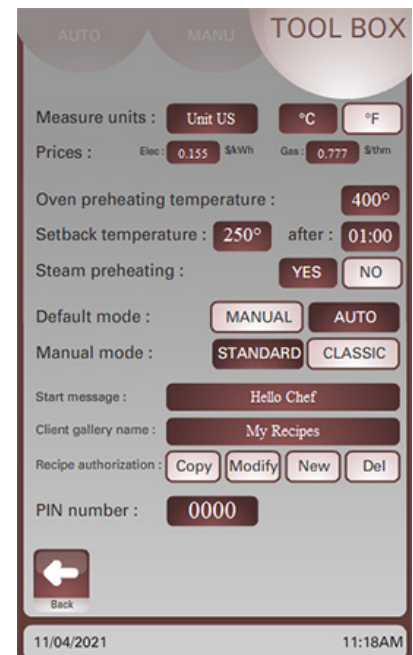 AUTO MANU TOOL BOX
Measure units : Unit US °C °F
Prices : Elec : 0.155 $/kWh Gas : 0.777 $/thm
Oven preheating temperature : 400°
Setback temperature : 250° after : 01:00
Steam preheating : YES NO
Default mode : MANUAL AUTO
Manual mode : STANDARD CLASSIC
Start message : Hello Chef
Client gallery name : My Recipes
Recipe authorization : Copy Modify New Del
PIN number : 0000
Back
11/04/2021 11:18AM